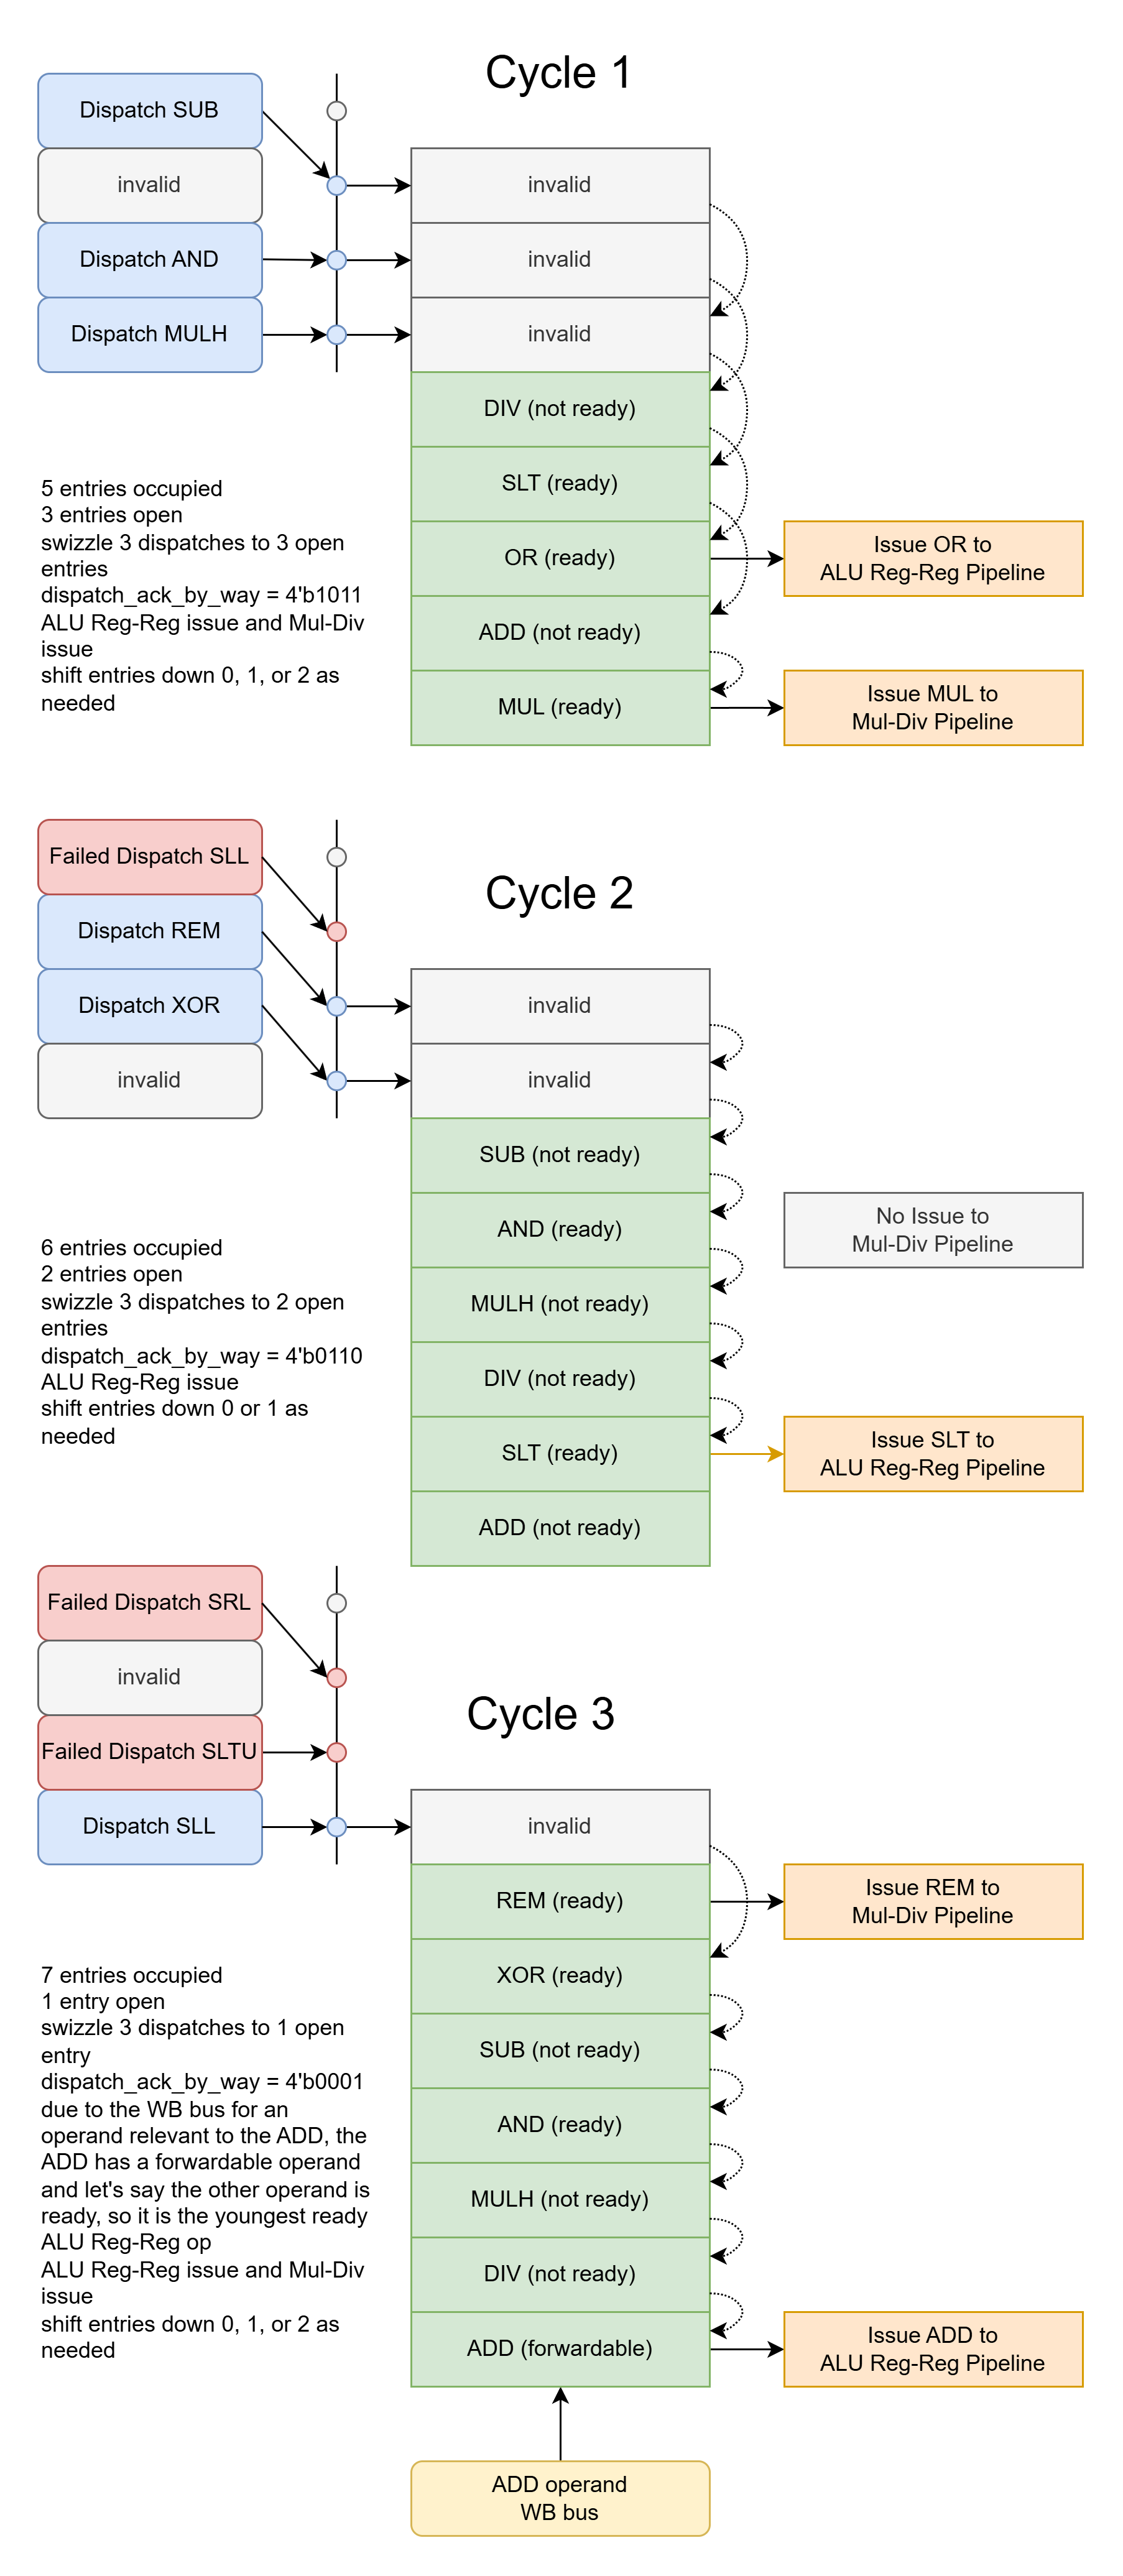 Cycle 1
Dispatch SUB
invalid
Dispatch AND
Dispatch MULH
invalid
invalid
invalid
DIV (not ready)
SLT (ready)
OR (ready)
ADD (not ready)
MUL (ready)
Issue OR to
ALU Reg-Reg Pipeline
Issue MUL to
Mul-Div Pipeline
5 entries occupied
3 entries open
swizzle 3 dispatches to 3 open
entries
dispatch_ack_by_way = 4'b1011
ALU Reg-Reg issue and Mul-Div
issue
shift entries down 0, 1, or 2 as
needed
Cycle 2
Failed Dispatch SLL
Dispatch REM
Dispatch XOR
invalid
invalid
invalid
SUB (not ready)
AND (ready)
MULH (not ready)
DIV (not ready)
SLT (ready)
ADD (not ready)
No Issue to
Mul-Div Pipeline
Issue SLT to
ALU Reg-Reg Pipeline
6 entries occupied
2 entries open
swizzle 3 dispatches to 2 open
entries
dispatch_ack_by_way = 4'b0110
ALU Reg-Reg issue
shift entries down 0 or 1 as
needed
Cycle 3
Failed Dispatch SRL
invalid
Failed Dispatch SLTU
Dispatch SLL
invalid
REM (ready)
XOR (ready)
SUB (not ready)
AND (ready)
MULH (not ready)
DIV (not ready)
ADD (forwardable)
Issue REM to
Mul-Div Pipeline
Issue ADD to
ALU Reg-Reg Pipeline
7 entries occupied
1 entry open
swizzle 3 dispatches to 1 open
entry
dispatch_ack_by_way = 4'b0001
due to the WB bus for an
operand relevant to the ADD, the
ADD has a forwardable operand
and let's say the other operand is
ready, so it is the youngest ready
ALU Reg-Reg op
ALU Reg-Reg issue and Mul-Div
issue
shift entries down 0, 1, or 2 as
needed
ADD operand
WB bus